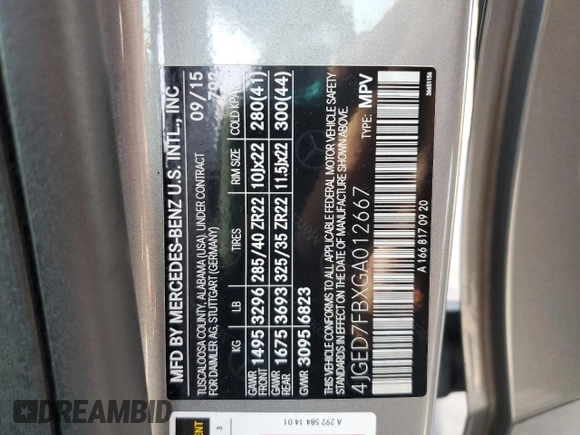 MFD BY MERCEDES-BENZ U.S. INTL., INC
TUSCALOOSA COUNTY, ALABAMA (USA), UNDER CONTRACT
FOR DAIMLER AG, STUTTGART (GERMANY)
09/15
792
KG LB TIRES RIM SIZE COLD KPA
GAWR FRONT 1495 3296 285/40 ZR22 10Jx22 280(41)
GAWR REAR 1675 3693 325/35 ZR22 11.5Jx22 300(44)
GVWR 3095 6823
THIS VEHICLE CONFORMS TO ALL APPLICABLE FEDERAL MOTOR VEHICLE SAFETY
STANDARDS IN EFFECT ON THE DATE OF MANUFACTURE SHOWN ABOVE.
4JGED7FBXGA012667 TYPE: MPV
A 166 817 09 20
36651156
A 292 584 14 01
3
DREAMBID